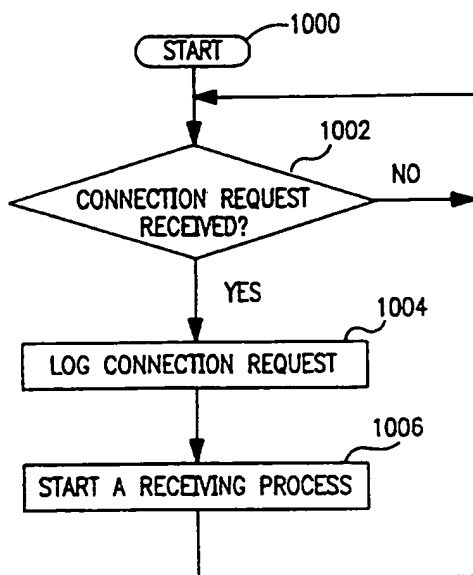 1000
START
1002
CONNECTION REQUEST
RECEIVED?
NO
YES
1004
LOG CONNECTION REQUEST
1006
START A RECEIVING PROCESS